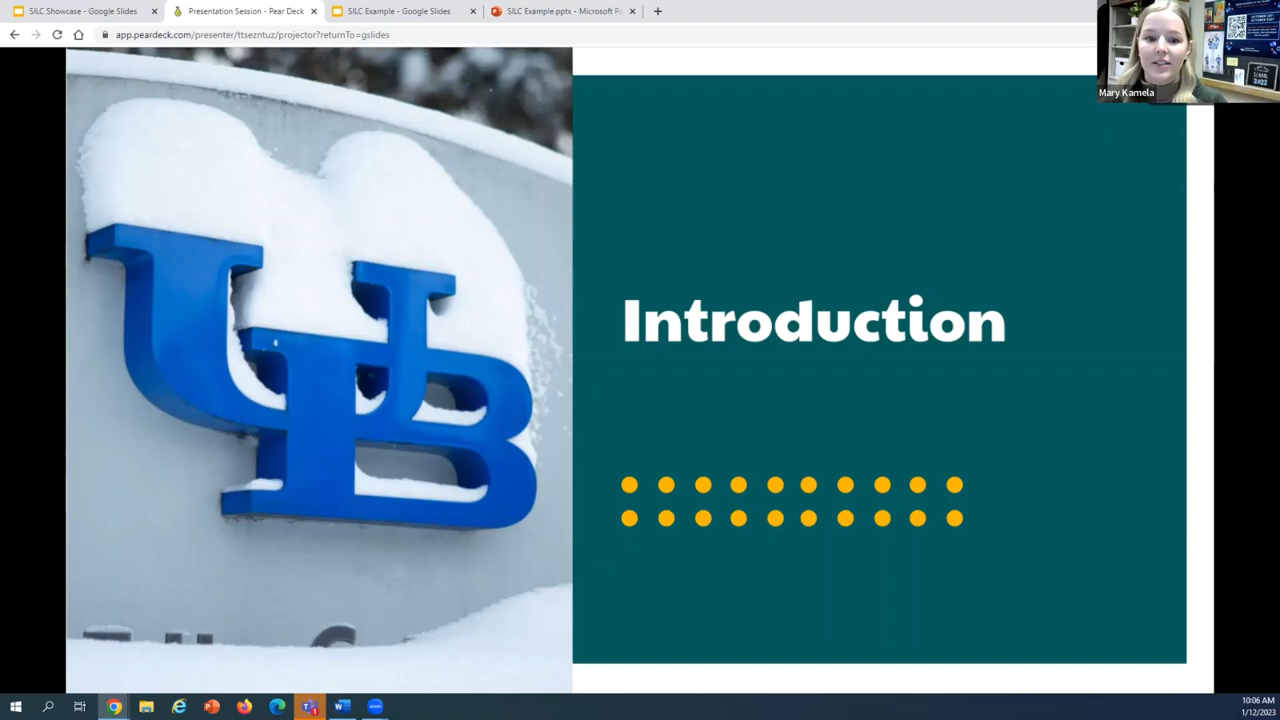 SILC Showcase - Google Slides
Presentation Session - Pear Deck
SILC Example - Google Slides
SILC Example.pptx - Microsoft Po
app.peardeck.com/presenter/ttsezntuz/projector?returnTo=gslides
Mary Kamela
UB
Introduction
10:06 AM
1/12/2023